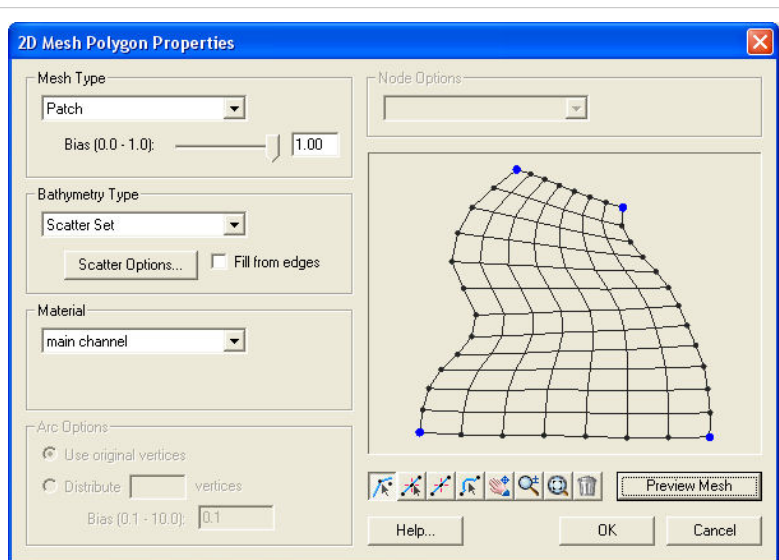 2D Mesh Polygon Properties
Mesh Type
Patch
Bias (0.0 - 1.0):
1.00
Bathymetry Type
Scatter Set
Scatter Options...
Fill from edges
Material
main channel
Arc Options
Use original vertices
Distribute
vertices
Bias (0.1 - 10.0):
0.1
Node Options
Preview Mesh
Help...
OK
Cancel